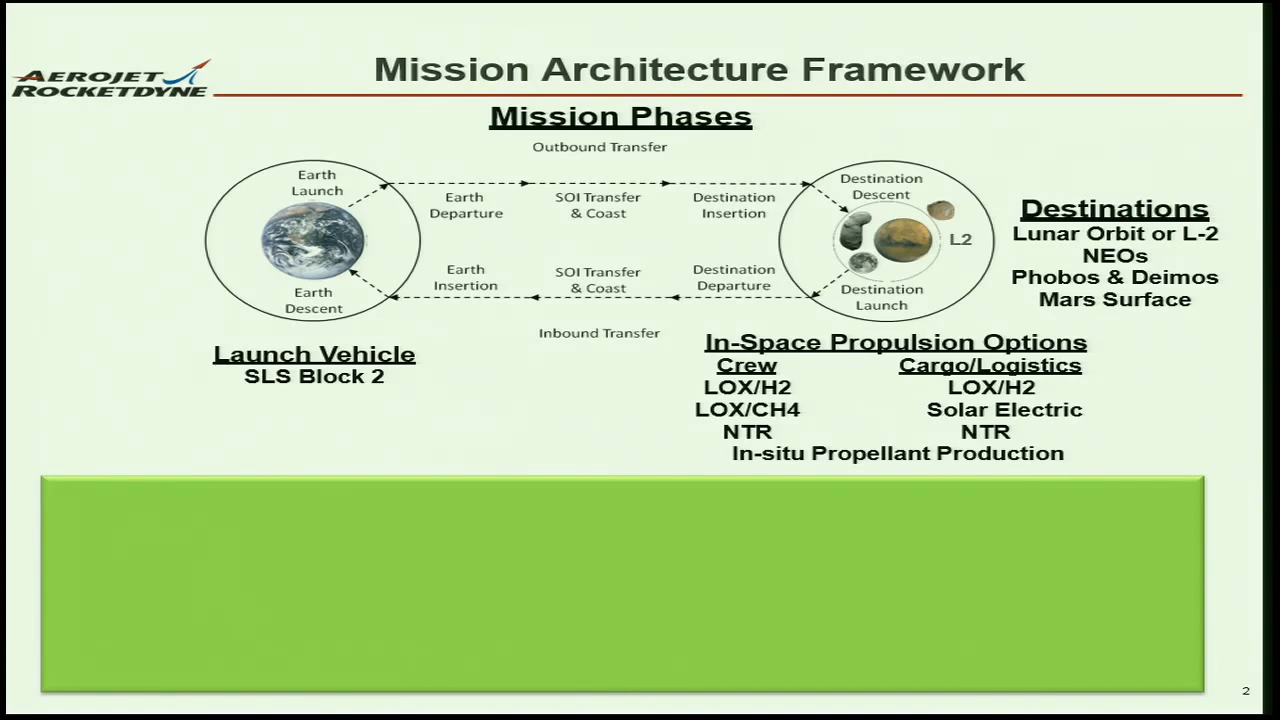 AEROJET
ROCKETDYNE
Mission Architecture Framework
Mission Phases
Outbound Transfer
Earth
Launch
Earth
Departure
SOI Transfer
& Coast
Destination
Insertion
Destination
Descent
L2
Earth
Descent
Earth
Insertion
SOI Transfer
& Coast
Destination
Departure
Destination
Launch
Inbound Transfer
Destinations
Lunar Orbit or L-2
NEOs
Phobos & Deimos
Mars Surface
Launch Vehicle
SLS Block 2
In-Space Propulsion Options
Crew
LOX/H2
LOX/CH4
NTR
Cargo/Logistics
LOX/H2
Solar Electric
NTR
In-situ Propellant Production
2